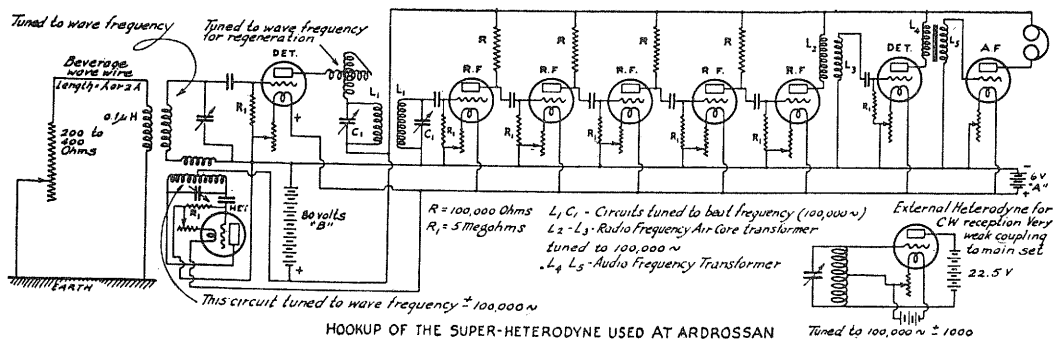 Tuned to wave frequency
Tuned to wave frequency
for regeneration
Beverage
wave wire
Length = λ or 2λ
200 to
400
Ohms
0.1μH
R₁
DET.
+
C₁
L₁
L₁
C₁
R
R
R
R
R
R.F
R.F.
R.F.
R.F.
R.F
R₁
R₁
R₁
R₁
R₁
L₂
L₃
DET.
R₁
L₄
L₅
A.F
−
6V
"A"
+
R₁
HET.
80 volts
"B"
+
EARTH
R = 100,000 Ohms
R₁ = 5 Megohms
L₁ C₁ - Circuits tuned to beat frequency (100,000~)
L₂ - L₃ - Radio Frequency Air Core transformer
tuned to 100,000~
L₄ L₅ - Audio Frequency Transformer
External Heterodyne for
CW reception Very
weak coupling
to main set
22.5 V
Tuned to 100,000~ ± 1000
This circuit tuned to wave frequency ± 100,000~
HOOKUP OF THE SUPER-HETERODYNE USED AT ARDROSSAN